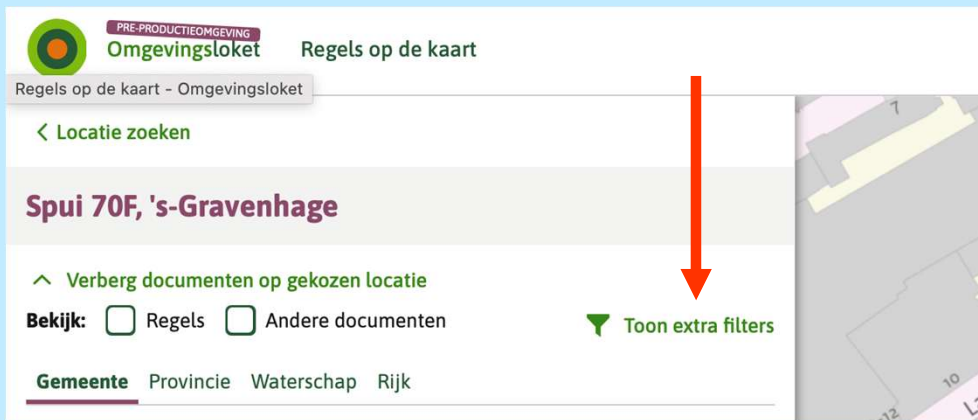 PRE-PRODUCTIEOMGEVING
Omgevingsloket Regels op de kaart
Regels op de kaart - Omgevingsloket
Locatie zoeken
Spui 70F, 's-Gravenhage
Verberg documenten op gekozen locatie
Bekijk: Regels Andere documenten Toon extra filters
Gemeente Provincie Waterschap Rijk
7
10
12